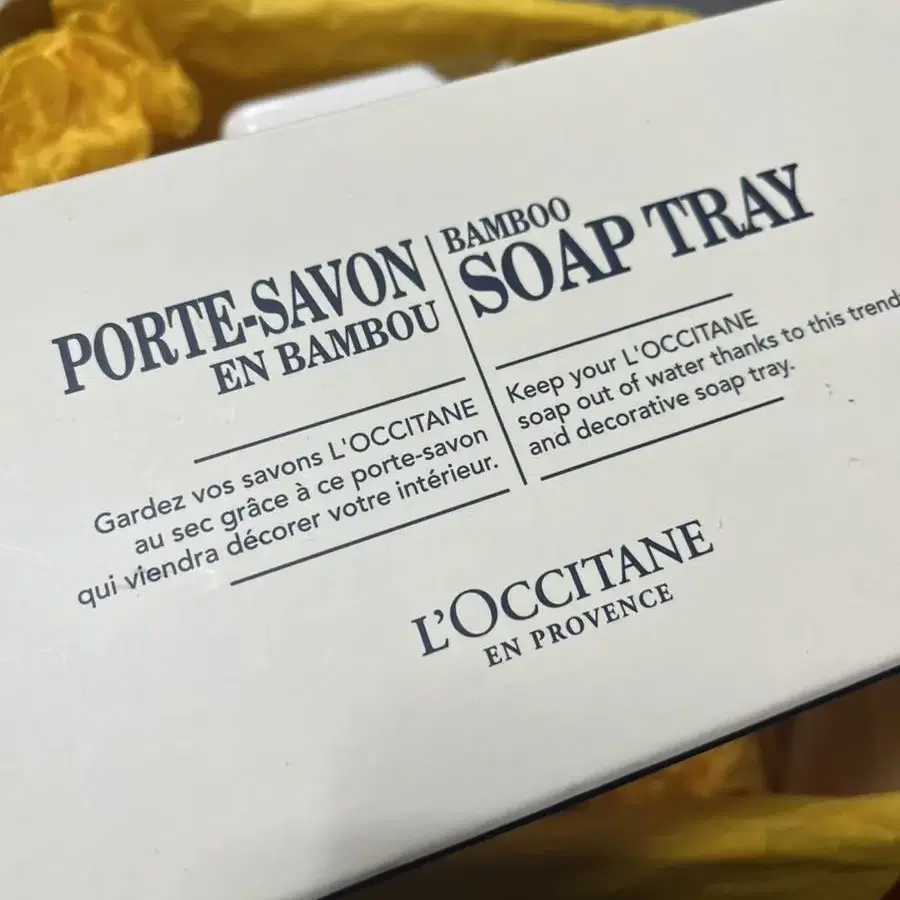 PORTE-SAVON
EN BAMBOU
Gardez vos savons L'OCCITANE
au sec grâce à ce porte-savon
qui viendra décorer votre intérieur.
BAMBOO
SOAP TRAY
Keep your L'OCCITANE
soap out of water thanks to this
and decorative soap tray.
L'OCCITANE
EN PROVENCE